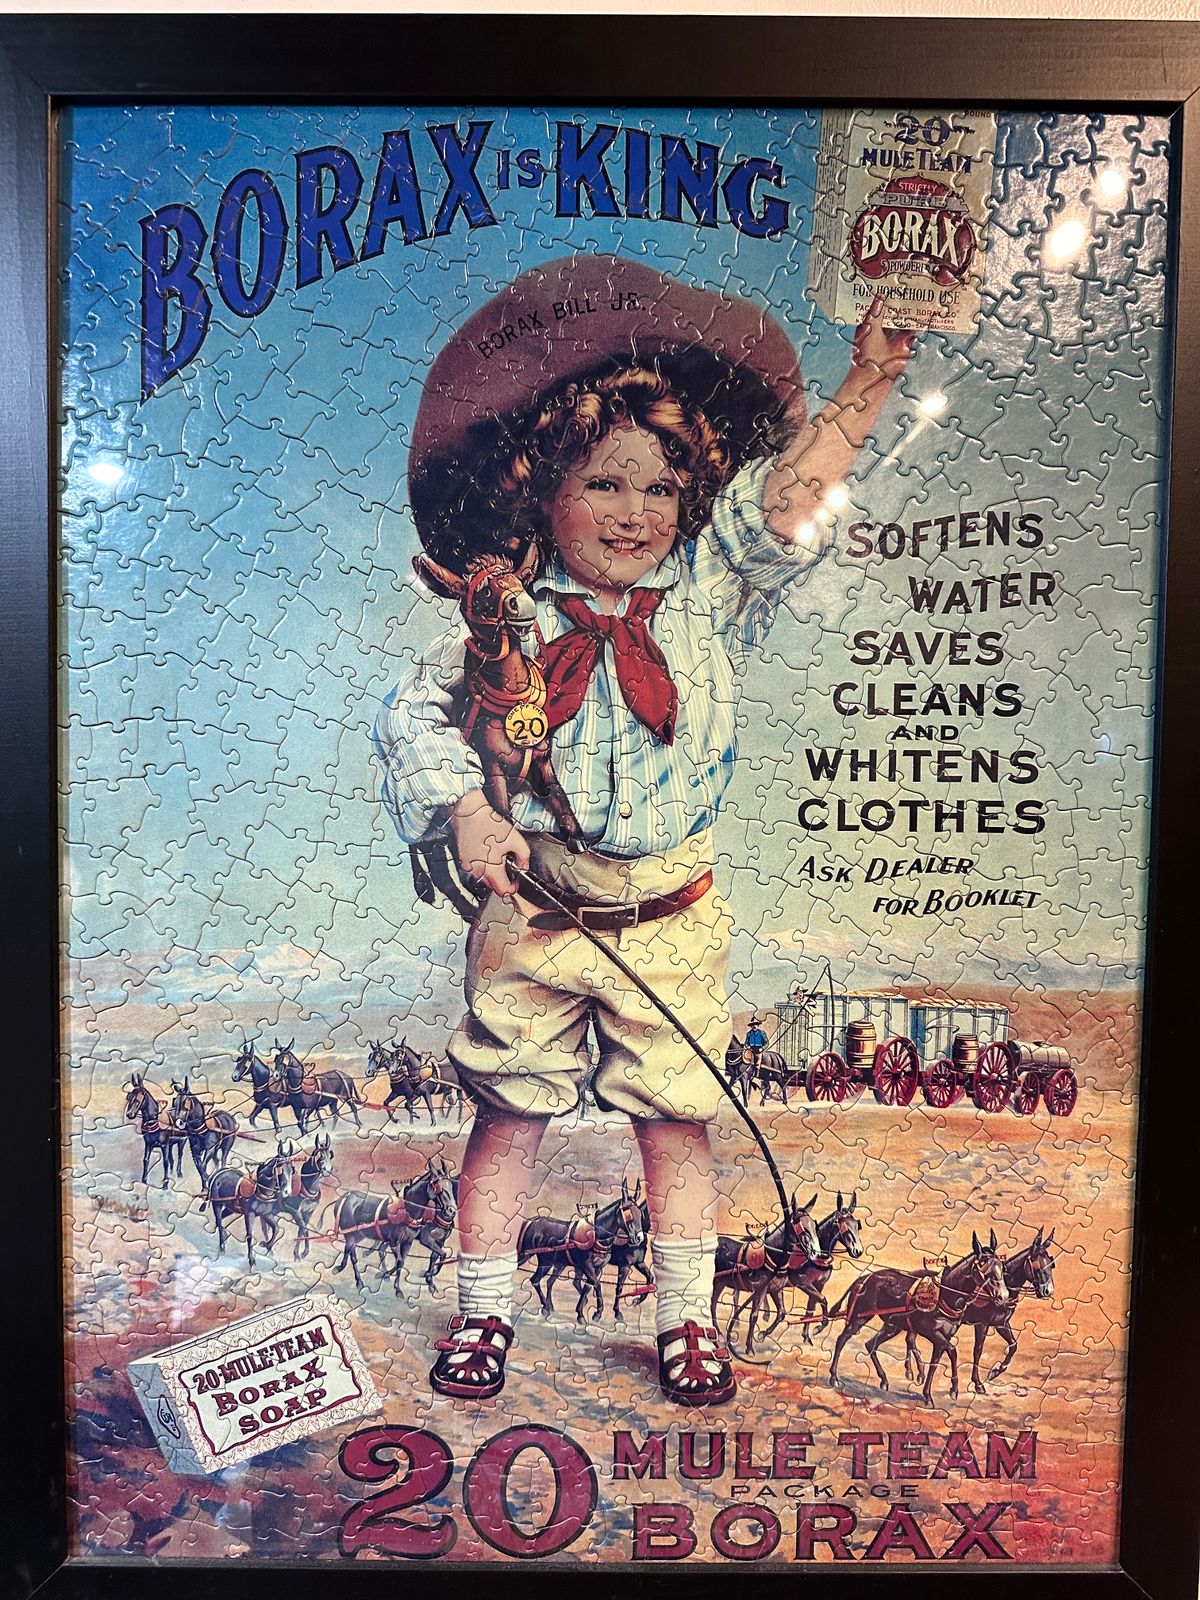 BORAX IS KING
20
MULE TEAM
STRICTLY
PURE
BORAX
POWDERED
FOR HOUSEHOLD USE
BORAX BILL JR.
SOFTENS
WATER
SAVES
CLEANS
AND
WHITENS
CLOTHES
ASK DEALER
FOR BOOKLET
20
20-MULE-TEAM
BORAX
SOAP
20 MULE TEAM
PACKAGE
BORAX